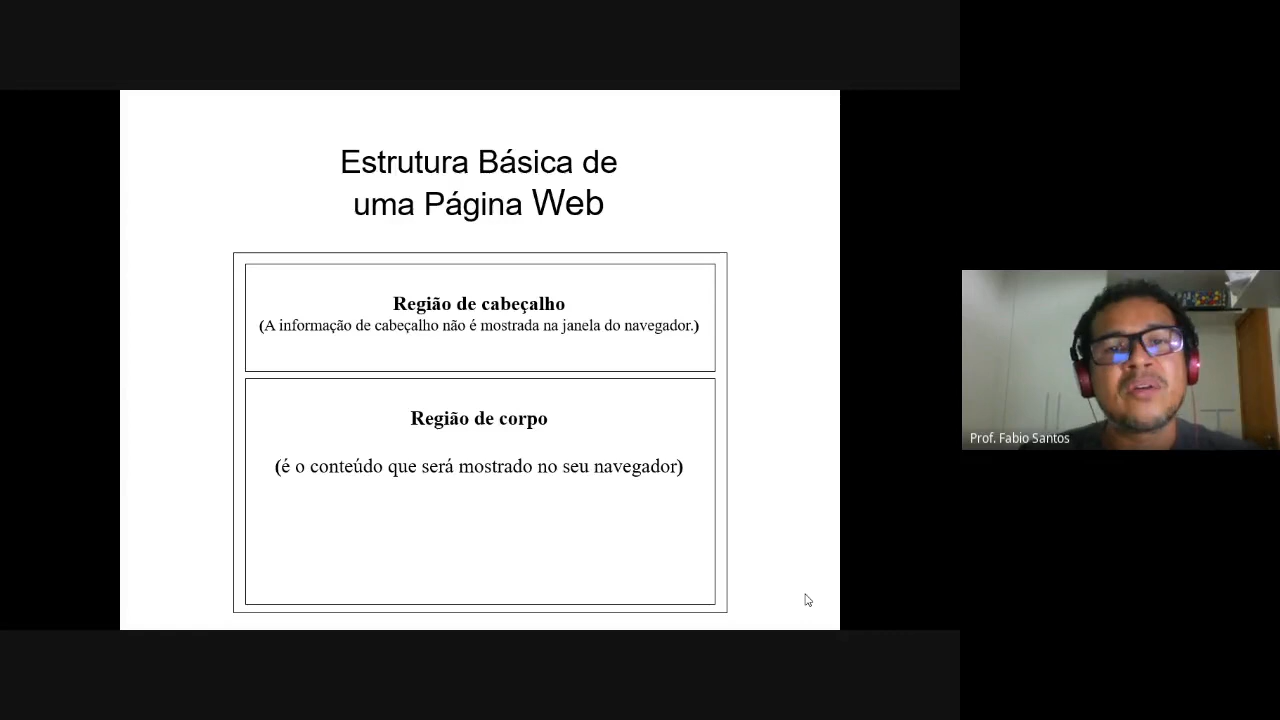 Estrutura Básica de
uma Página Web
Região de cabeçalho
(A informação de cabeçalho não é mostrada na janela do navegador.)
Região de corpo
(é o conteúdo que será mostrado no seu navegador)
Prof. Fabio Santos